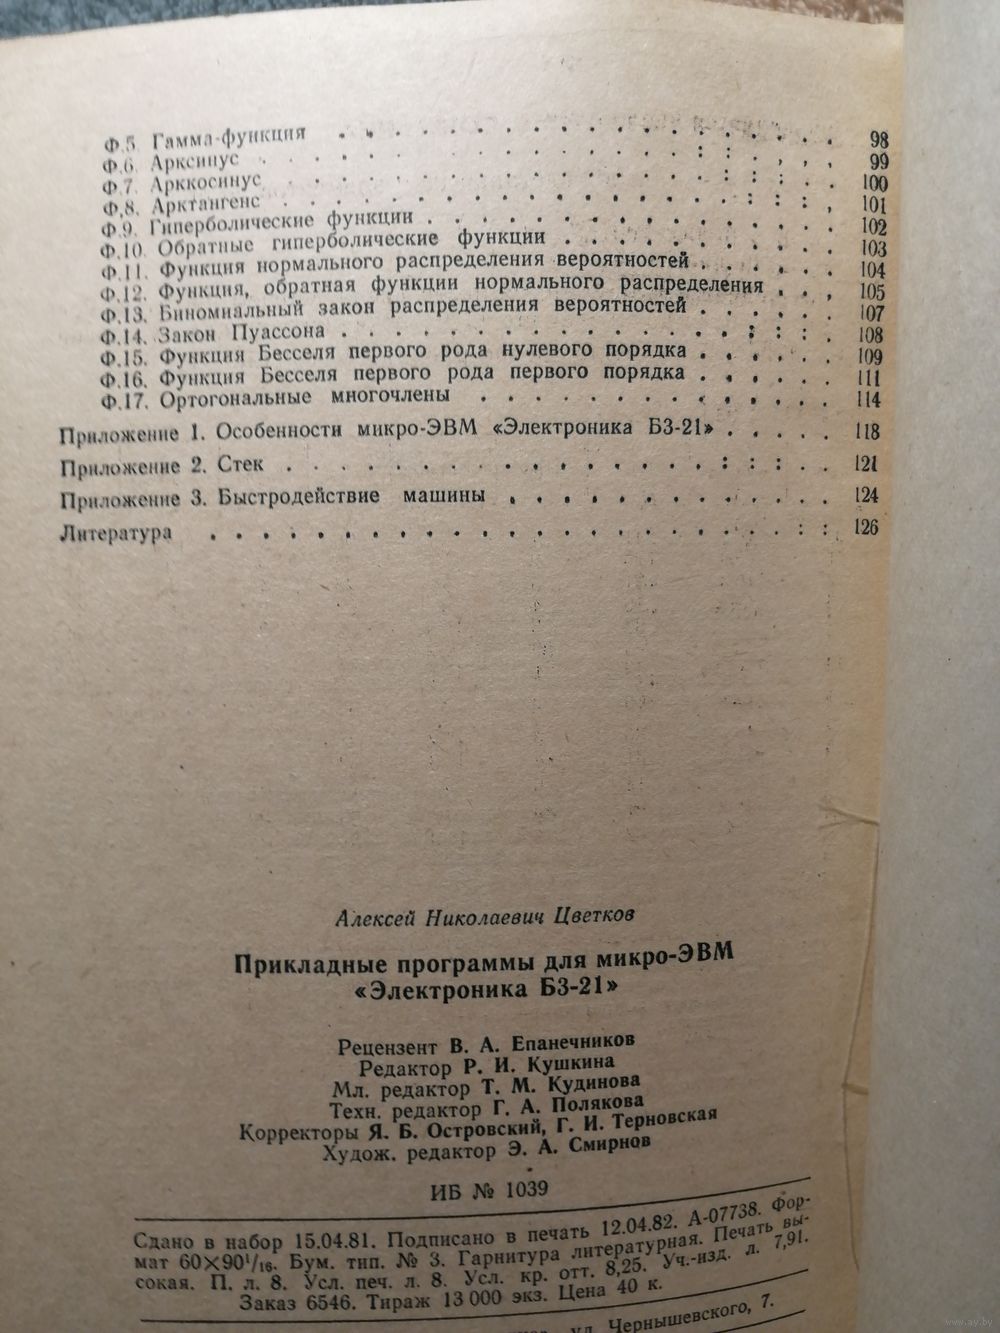 Ф.5. Гамма-функция . . . . . . . . . . . . . . . . . . 98
Ф.6. Арксинус . . . . . . . . . . . . . . . . . . 99
Ф.7. Арккосинус . . . . . . . . . . . . . . . . . . 100
Ф.8. Арктангенс . . . . . . . . . . . . . . . . . . 101
Ф.9. Гиперболические функции . . . . . . . . . . . . . . . 102
Ф.10. Обратные гиперболические функции . . . . . . . . . . 103
Ф.11. Функция нормального распределения вероятностей . . . . . 104
Ф.12. Функция, обратная функции нормального распределения . . . 105
Ф.13. Биномиальный закон распределения вероятностей . . . . . 107
Ф.14. Закон Пуассона . . . . . . . . . . . . . . . . . . 108
Ф.15. Функция Бесселя первого рода нулевого порядка . . . . . 109
Ф.16. Функция Бесселя первого рода первого порядка . . . . . 111
Ф.17. Ортогональные многочлены . . . . . . . . . . . . . 114
Приложение 1. Особенности микро-ЭВМ «Электроника Б3-21» . . . . . 118
Приложение 2. Стек . . . . . . . . . . . . . . . . . . . . 121
Приложение 3. Быстродействие машины . . . . . . . . . . . . 124
Литература . . . . . . . . . . . . . . . . . . . . . . . 126
Алексей Николаевич Цветков
Прикладные программы для микро-ЭВМ
«Электроника Б3-21»
Рецензент В. А. Епанечников
Редактор Р. И. Кушкина
Мл. редактор Т. М. Кудинова
Техн. редактор Г. А. Полякова
Корректоры Я. Б. Островский, Г. И. Терновская
Худож. редактор Э. А. Смирнов
ИБ № 1039
Сдано в набор 15.04.81. Подписано в печать 12.04.82. А-07738. Фор-
мат 60×90¹/₁₆. Бум. тип. № 3. Гарнитура литературная. Печать вы-
сокая. П. л. 8. Усл. печ. л. 8. Усл. кр. отт. 8,25. Уч.-изд. л. 7,91.
Заказ 6546. Тираж 13 000 экз. Цена 40 к.
ул. Чернышевского, 7.
www.ay.by